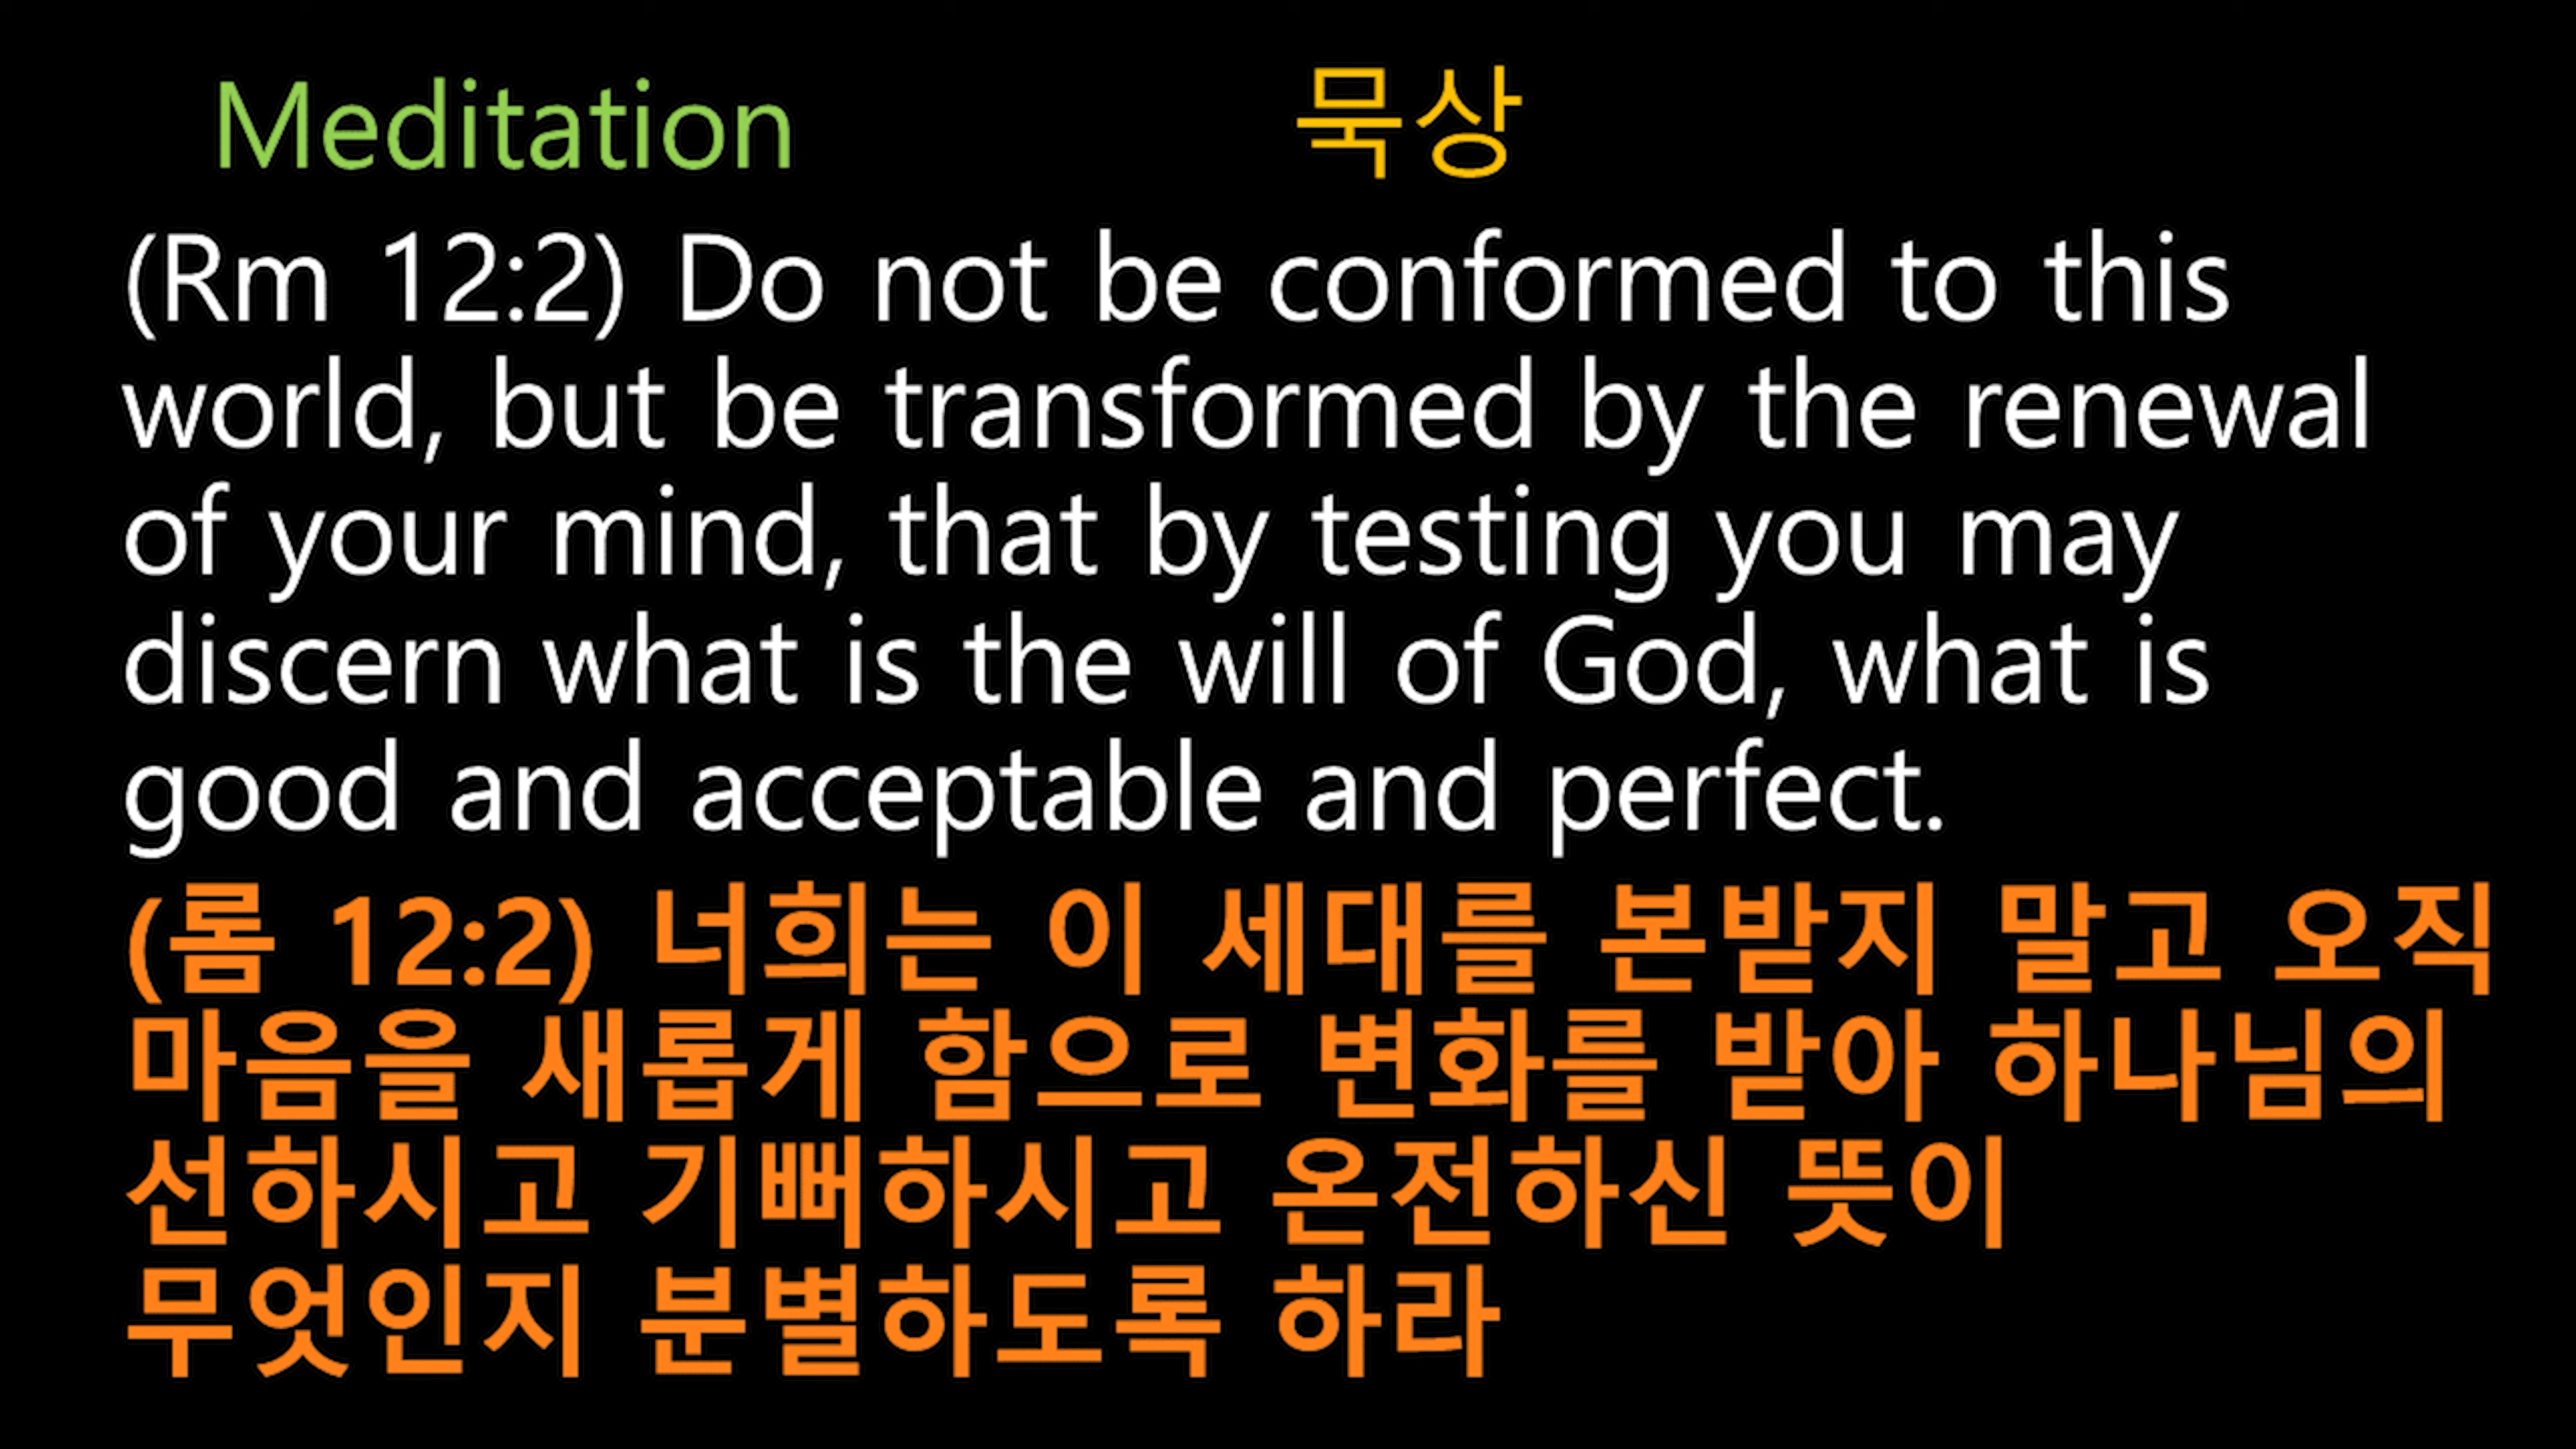 Meditation 묵상
(Rm 12:2) Do not be conformed to this
world, but be transformed by the renewal
of your mind, that by testing you may
discern what is the will of God, what is
good and acceptable and perfect.
(롬 12:2) 너희는 이 세대를 본받지 말고 오직
마음을 새롭게 함으로 변화를 받아 하나님의
선하시고 기뻐하시고 온전하신 뜻이
무엇인지 분별하도록 하라